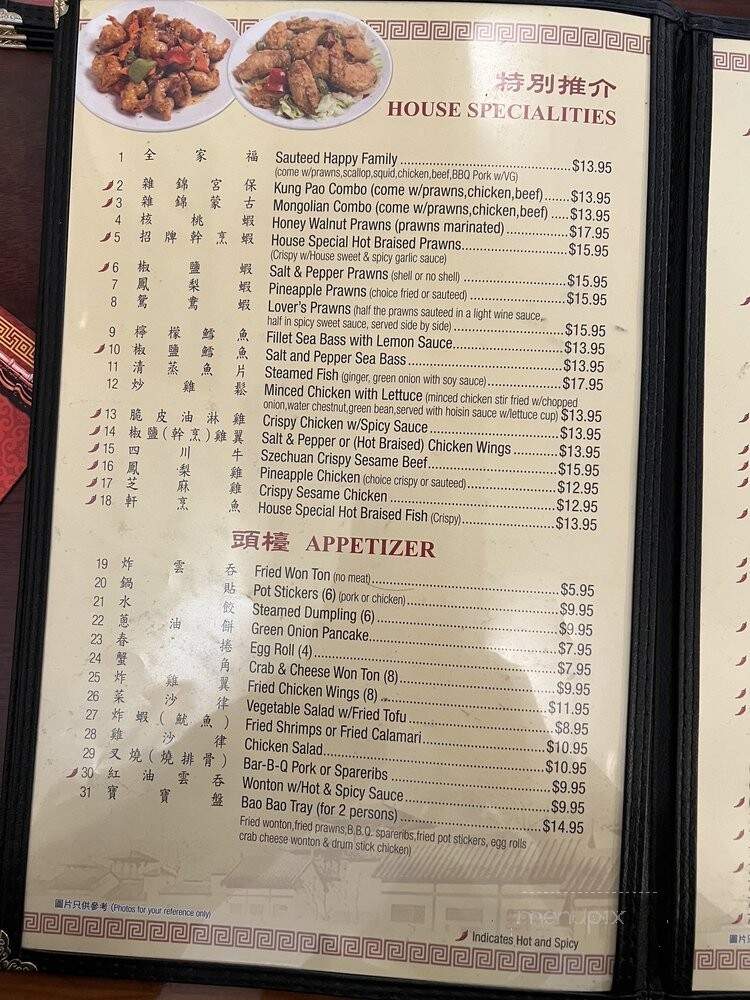 特別推介
HOUSE SPECIALITIES
1 全家福 Sauteed Happy Family ........ $13.95
(come w/prawns,scallop,squid,chicken,beef,BBQ Pork w/VG)
2 雜錦宮保 Kung Pao Combo (come w/prawns,chicken,beef) ........ $13.95
3 雜錦蒙古 Mongolian Combo (come w/prawns,chicken,beef) ........ $13.95
4 核桃蝦 Honey Walnut Prawns (prawns marinated) ........ $17.95
5 招牌幹烹蝦 House Special Hot Braised Prawns ........ $15.95
(Crispy w/House sweet & spicy garlic sauce)
6 椒鹽蝦 Salt & Pepper Prawns (shell or no shell) ........ $15.95
7 鳳梨蝦 Pineapple Prawns (choice fried or sauteed) ........ $15.95
8 鴛鴦蝦 Lover's Prawns (half the prawns sauteed in a light wine sauce,
half in spicy sweet sauce, served side by side) ........ $15.95
9 檸檬鱈魚 Fillet Sea Bass with Lemon Sauce ........ $13.95
10 椒鹽鱈魚 Salt and Pepper Sea Bass ........ $13.95
11 清蒸魚片 Steamed Fish (ginger, green onion with soy sauce) ........ $17.95
12 炒雞鬆 Minced Chicken with Lettuce (minced chicken stir fried w/chopped
onion,water chestnut,green bean,served with hoisin sauce w/lettuce cup) $13.95
13 脆皮油淋雞 Crispy Chicken w/Spicy Sauce ........ $13.95
14 椒鹽(幹烹)雞翼 Salt & Pepper or (Hot Braised) Chicken Wings ........ $13.95
15 四川牛 Szechuan Crispy Sesame Beef ........ $15.95
16 鳳梨雞 Pineapple Chicken (choice crispy or sauteed) ........ $12.95
17 芝麻雞 Crispy Sesame Chicken ........ $12.95
18 軒烹魚 House Special Hot Braised Fish (Crispy) ........ $13.95
頭檯 APPETIZER
19 炸雲吞 Fried Won Ton (no meat) ........ $5.95
20 鍋貼 Pot Stickers (6) (pork or chicken) ........ $9.95
21 水餃 Steamed Dumpling (6) ........ $9.95
22 蔥油餅 Green Onion Pancake ........ $7.95
23 春捲 Egg Roll (4) ........ $7.95
24 蟹角 Crab & Cheese Won Ton (8) ........ $9.95
25 炸雞翼 Fried Chicken Wings (8) ........ $11.95
26 菜沙律 Vegetable Salad w/Fried Tofu ........ $8.95
27 炸蝦(魷魚) Fried Shrimps or Fried Calamari ........ $10.95
28 雞沙律 Chicken Salad ........ $10.95
29 叉燒(燒排骨) Bar-B-Q Pork or Spareribs ........ $9.95
30 紅油雲吞 Wonton w/Hot & Spicy Sauce ........ $9.95
31 寶寶盤 Bao Bao Tray (for 2 persons) ........ $14.95
Fried wonton,fried prawns,B.B.Q. spareribs,fried pot stickers, egg rolls
crab cheese wonton & drum stick chicken)
圖片只供參考 (Photos for your reference only)
menupix
Indicates Hot and Spicy
圖片